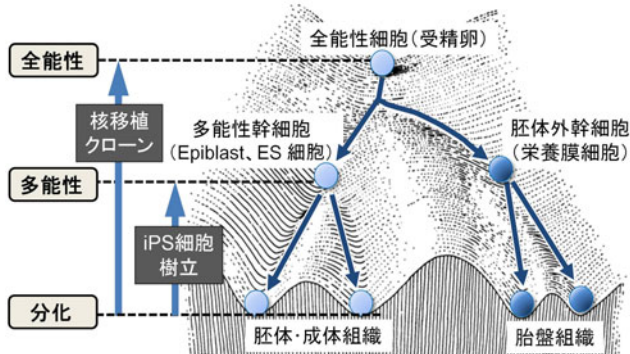 全能性細胞（受精卵）
全能性
核移植
クローン
多能性幹細胞
(Epiblast、ES 細胞)
胚体外幹細胞
(栄養膜細胞)
多能性
iPS細胞
樹立
分化
胚体・成体組織
胎盤組織